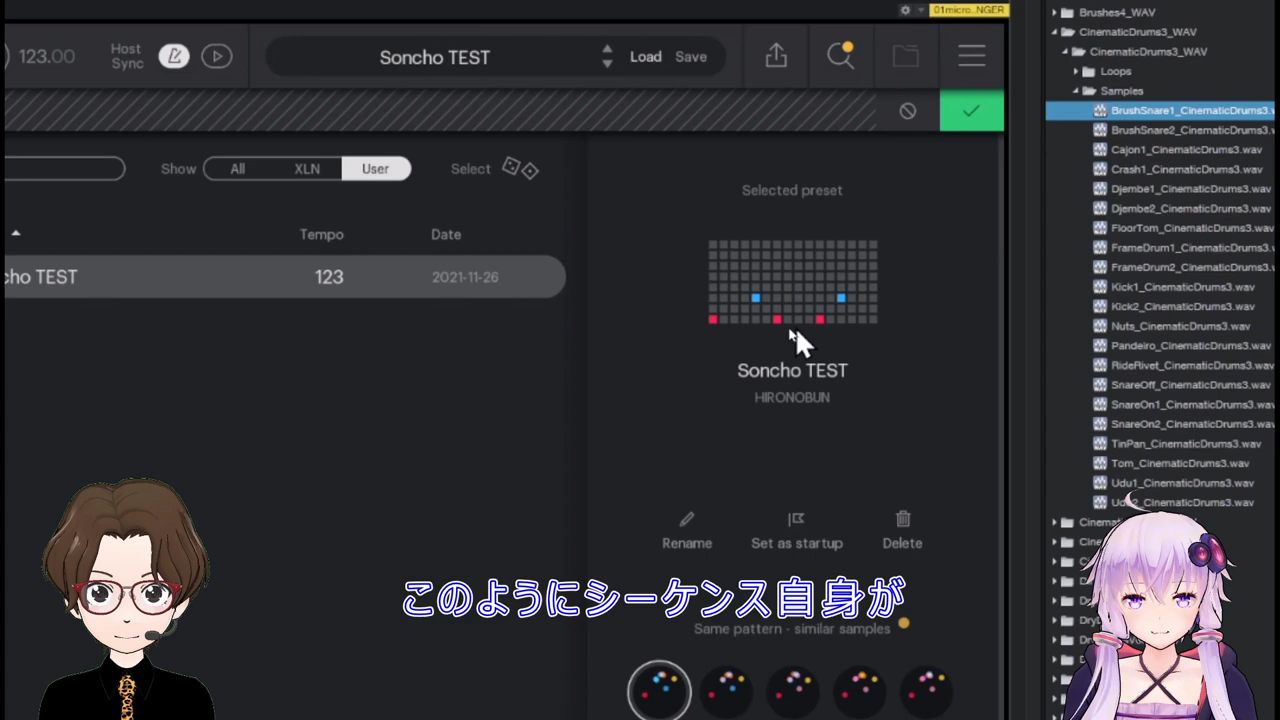 01micro..NGER
123.00
Host
Sync
Soncho TEST
Load
Save
Show
All
XLN
User
Select
Tempo
Date
cho TEST
123
2021-11-26
Selected preset
Soncho TEST
HIRONOBUN
Rename
Set as startup
Delete
このようにシーケンス自身が
Same pattern - similar samples
Brushes4_WAV
CinematicDrums3_WAV
CinematicDrums3_WAV
Loops
Samples
BrushSnare1_CinematicDrums3.w
BrushSnare2_CinematicDrums3.
Cajon1_CinematicDrums3.wav
Crash1_CinematicDrums3.wav
Djembe1_CinematicDrums3.wav
Djembe2_CinematicDrums3.wav
FloorTom_CinematicDrums3.wav
FrameDrum1_CinematicDrums3.w
FrameDrum2_CinematicDrums3.w
Kick1_CinematicDrums3.wav
Kick2_CinematicDrums3.wav
Nuts_CinematicDrums3.wav
Pandeiro_CinematicDrums3.wav
RideRivet_CinematicDrums3.wav
SnareOff_CinematicDrums3.wav
SnareOn1_CinematicDrums3.wav
SnareOn2_CinematicDrums3.wav
TinPan_CinematicDrums3.wav
Tom_CinematicDrums3.wav
Udu1_CinematicDrums3.wav